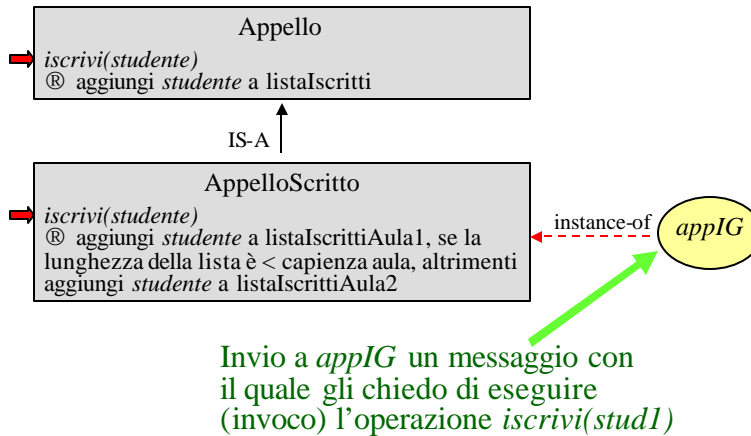 Appello
iscrivi(studente)
® aggiungi studente a listaIscritti
IS-A
AppelloScritto
iscrivi(studente)
® aggiungi studente a listaIscrittiAula1, se la
lunghezza della lista è < capienza aula, altrimenti
aggiungi studente a listaIscrittiAula2
instance-of
appIG
Invio a appIG un messaggio con
il quale gli chiedo di eseguire
(invoco) l'operazione iscrivi(stud1)